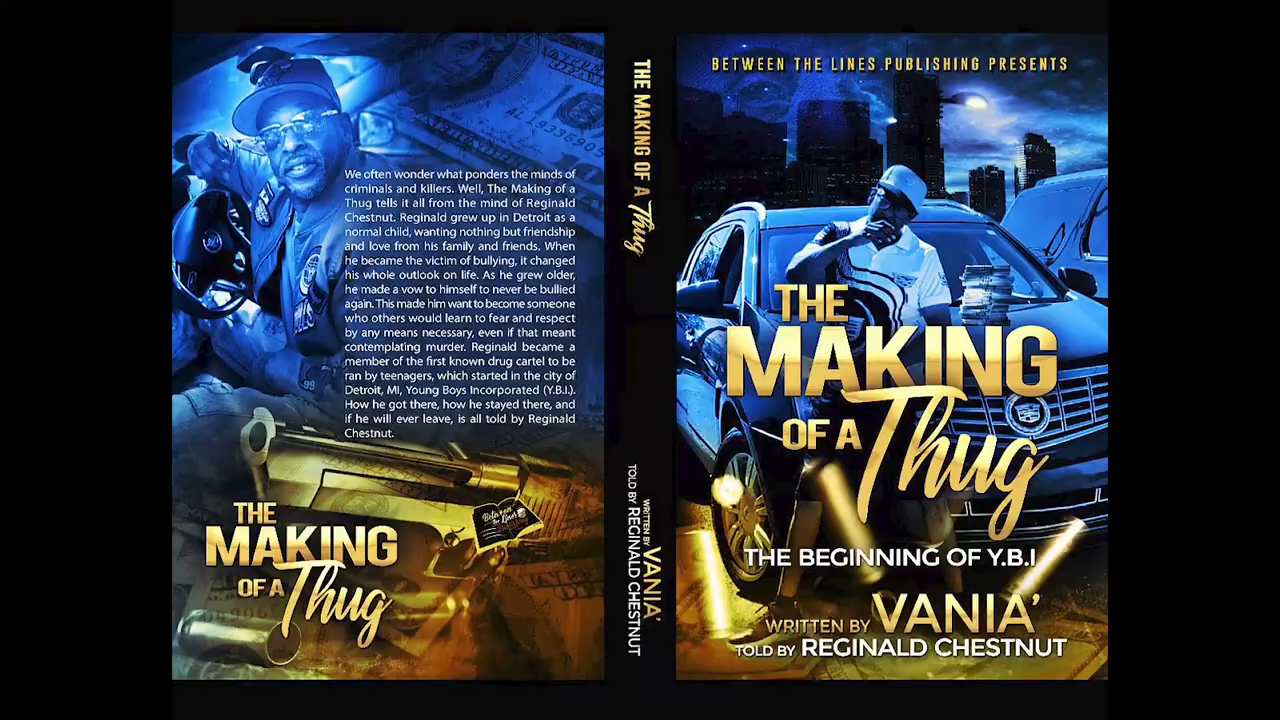 We often wonder what ponders the minds of
criminals and killers. Well, The Making of a
Thug tells it all from the mind of Reginald
Chestnut. Reginald grew up in Detroit as a
normal child, wanting nothing but friendship
and love from his family and friends. When
he became the victim of bullying, it changed
his whole outlook on life. As he grew older,
he made a vow to himself to never be bullied
again. This made him want to become someone
who others would learn to fear and respect
by any means necessary, even if that meant
contemplating murder. Reginald became a
member of the first known drug cartel to be
ran by teenagers, which started in the city of
Detroit, MI, Young Boys Incorporated (Y.B.I).
How he got there, how he stayed there, and
if he will ever leave, is all told by Reginald
Chestnut.
99
Between
the Lines
THE
MAKING
OF A Thug
THE MAKING OF A Thug
WRITTEN BY VANIA'
TOLD BY REGINALD CHESTNUT
BETWEEN THE LINES PUBLISHING PRESENTS
THE
MAKING
OF A Thug
THE BEGINNING OF Y.B.I
WRITTEN BY VANIA'
TOLD BY REGINALD CHESTNUT